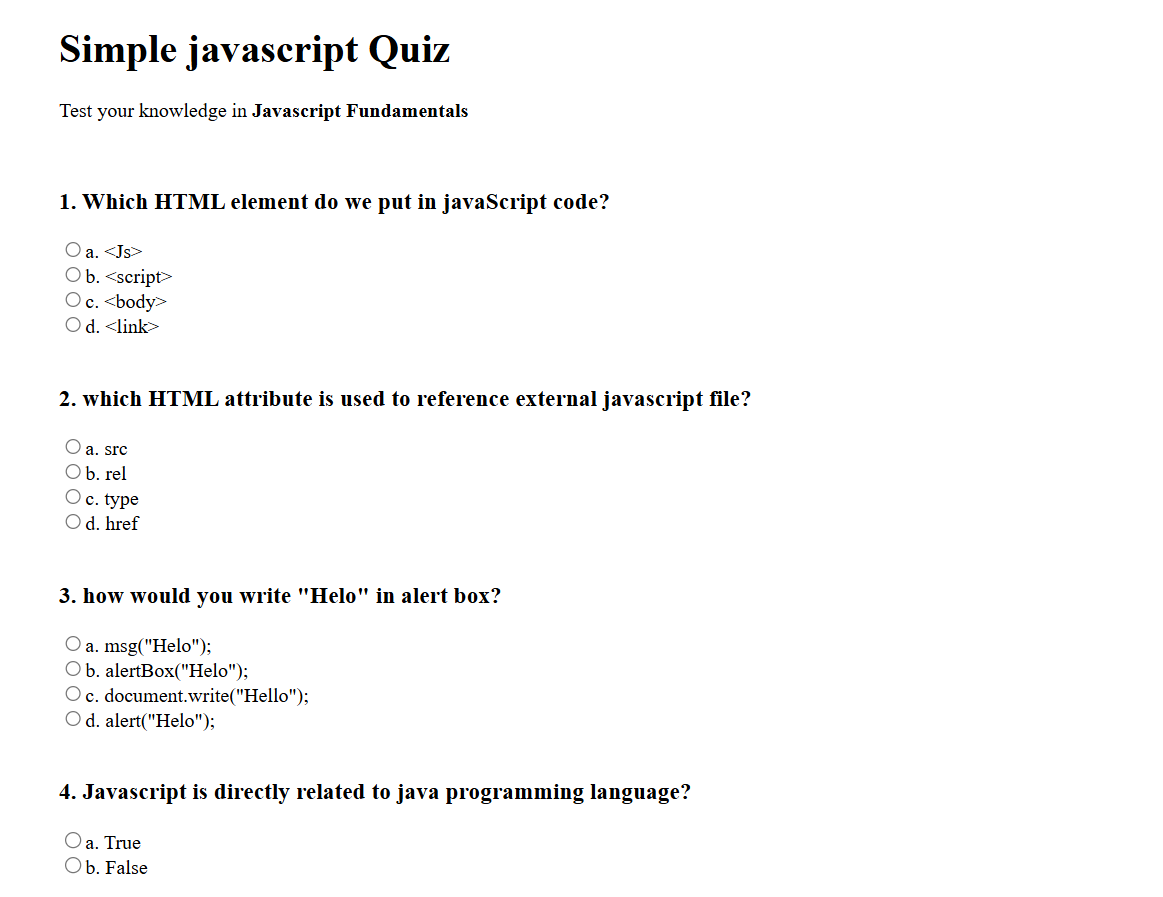 Simple javascript Quiz
Test your knowledge in Javascript Fundamentals
1. Which HTML element do we put in javaScript code?
a. <Js>
b. <script>
c. <body>
d. <link>
2. which HTML attribute is used to reference external javascript file?
a. src
b. rel
c. type
d. href
3. how would you write "Helo" in alert box?
a. msg("Helo");
b. alertBox("Helo");
c. document.write("Hello");
d. alert("Helo");
4. Javascript is directly related to java programming language?
a. True
b. False